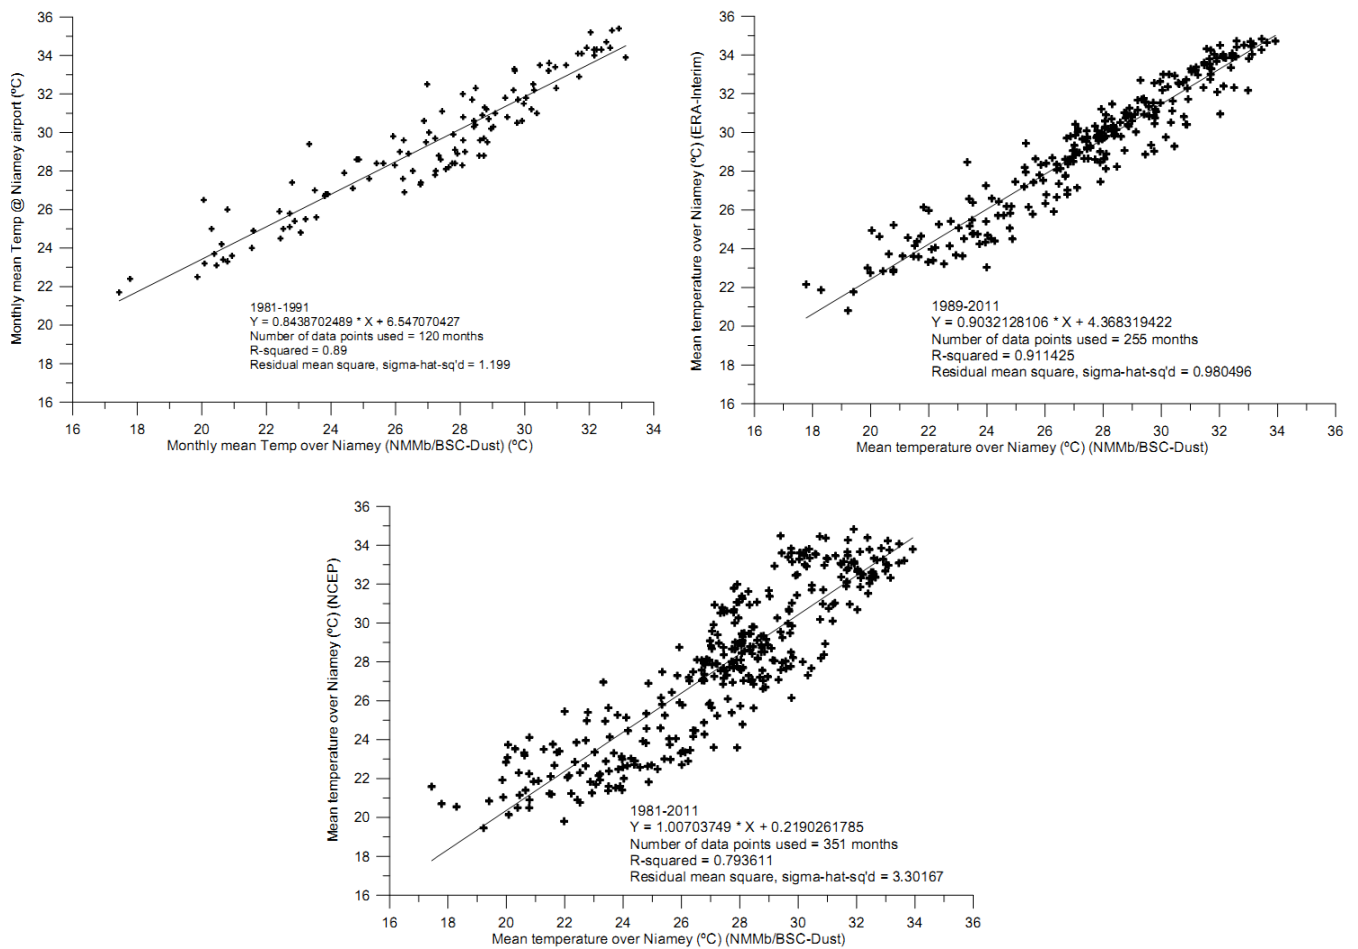 Monthly mean Temp @ Niamey airport (ºC)
36
34
32
30
28
26
24
22
20
18
16
1981-1991
Y = 0.8438702489 * X + 6.547070427
Number of data points used = 120 months
R-squared = 0.89
Residual mean square, sigma-hat-sq'd = 1.199
16 18 20 22 24 26 28 30 32 34
Monthly mean Temp over Niamey (NMMb/BSC-Dust) (ºC)
Mean temperature over Niamey (ºC) (ERA-Interim)
36
34
32
30
28
26
24
22
20
18
16
1989-2011
Y = 0.9032128106 * X + 4.368319422
Number of data points used = 255 months
R-squared = 0.911425
Residual mean square, sigma-hat-sq'd = 0.980496
16 18 20 22 24 26 28 30 32 34 36
Mean temperature over Niamey (ºC) (NMMb/BSC-Dust)
Mean temperature over Niamey (ºC) (NCEP)
36
34
32
30
28
26
24
22
20
18
16
1981-2011
Y = 1.00703749 * X + 0.2190261785
Number of data points used = 351 months
R-squared = 0.793611
Residual mean square, sigma-hat-sq'd = 3.30167
16 18 20 22 24 26 28 30 32 34 36
Mean temperature over Niamey (ºC) (NMMb/BSC-Dust)